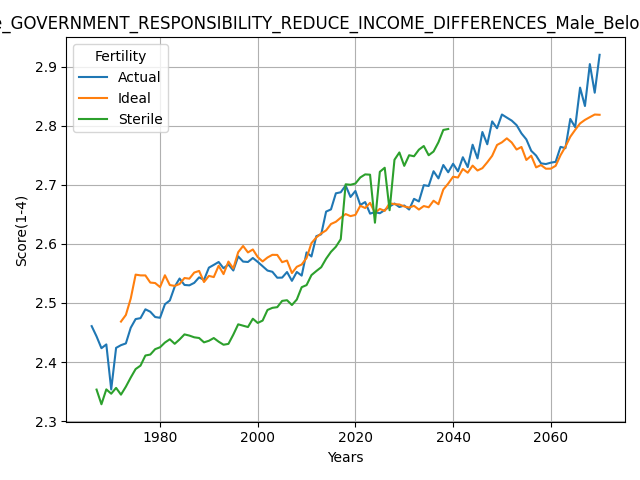 _GOVERNMENT_RESPONSIBILITY_REDUCE_INCOME_DIFFERENCES_Male_Belo
Fertility
Actual
Ideal
Sterile
Score(1-4)
2.9
2.8
2.7
2.6
2.5
2.4
2.3
1980 2000 2020 2040 2060
Years